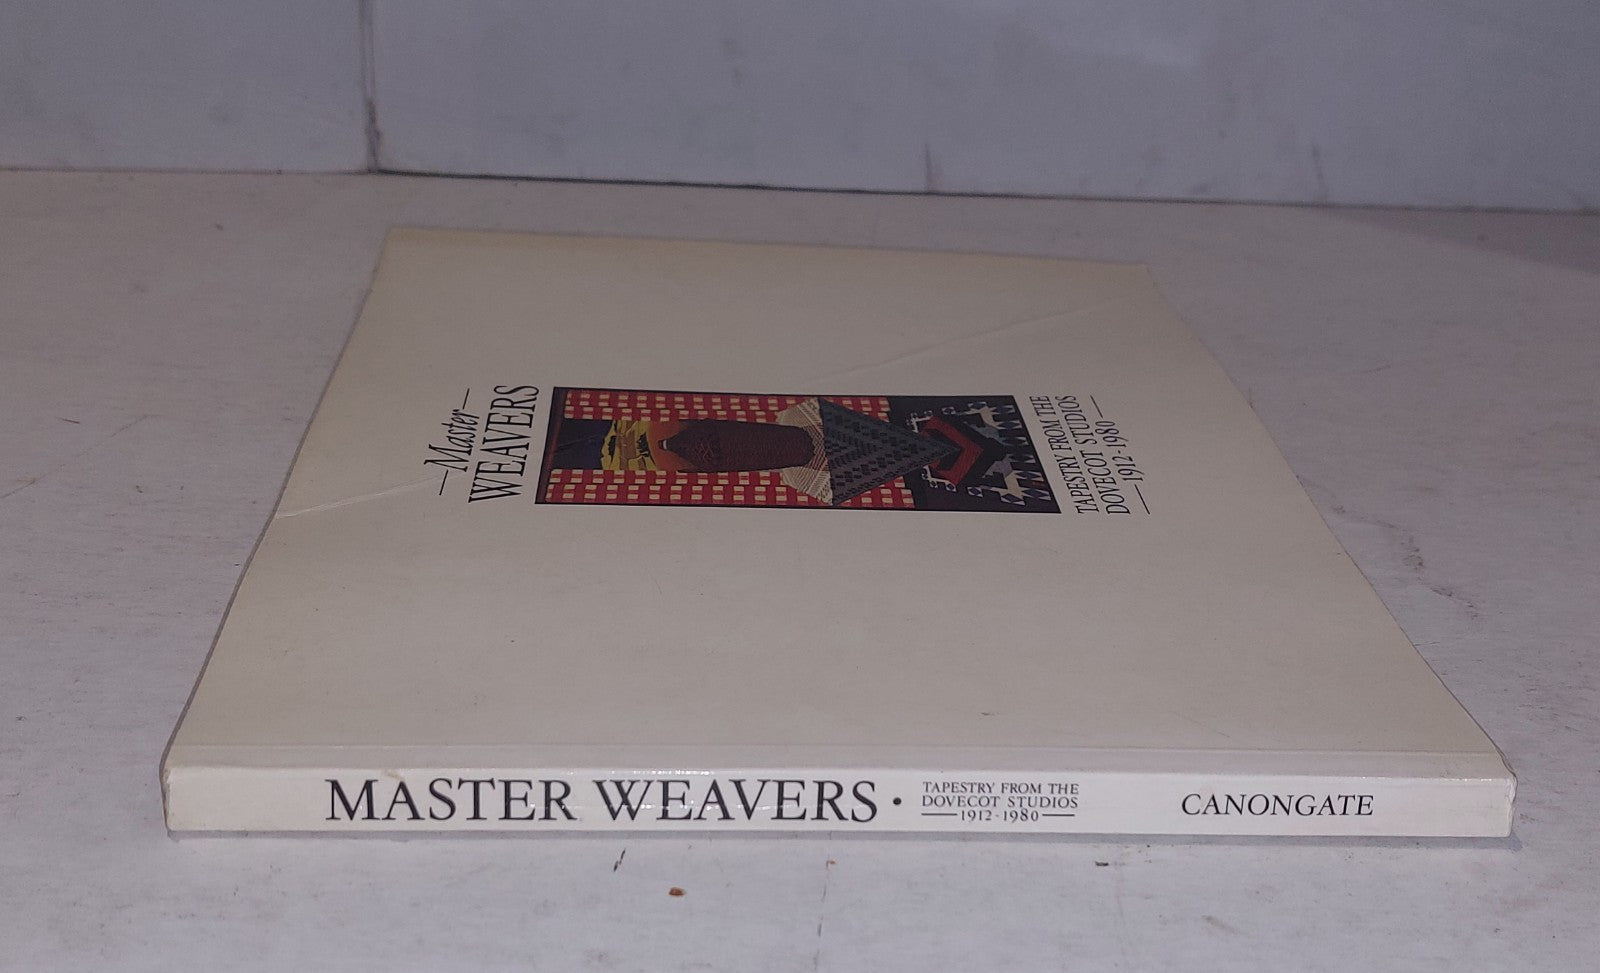 Master
WEAVERS
TAPESTRY FROM THE
DOVECOT STUDIOS
1912-1980
MASTER WEAVERS •
TAPESTRY FROM THE
DOVECOT STUDIOS
1912-1980
CANONGATE